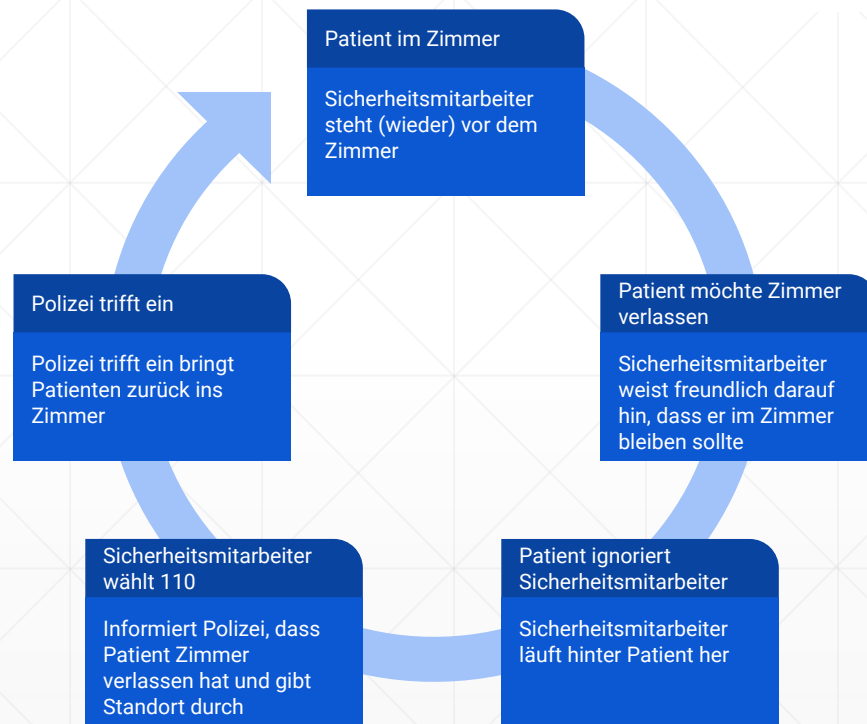 Patient im Zimmer
Sicherheitsmitarbeiter
steht (wieder) vor dem
Zimmer
Patient möchte Zimmer
verlassen
Sicherheitsmitarbeiter
weist freundlich darauf
hin, dass er im Zimmer
bleiben sollte
Patient ignoriert
Sicherheitsmitarbeiter
Sicherheitsmitarbeiter
läuft hinter Patient her
Sicherheitsmitarbeiter
wählt 110
Informiert Polizei, dass
Patient Zimmer
verlassen hat und gibt
Standort durch
Polizei trifft ein
Polizei trifft ein bringt
Patienten zurück ins
Zimmer